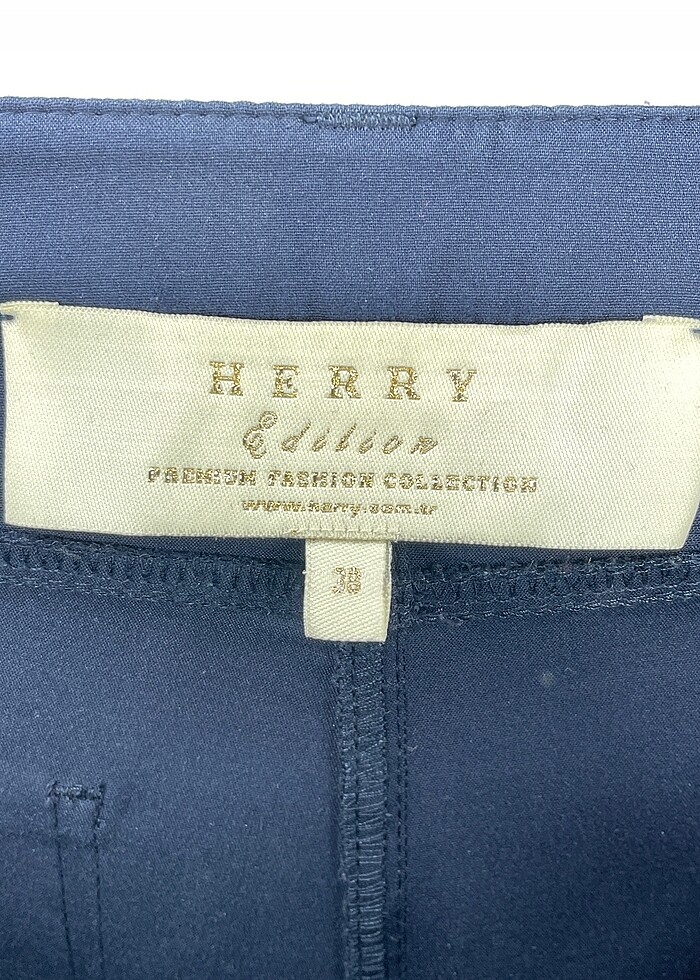 HERRY
Edition
PREMIUM FASHION COLLECTION
www.herry.com.tr
38